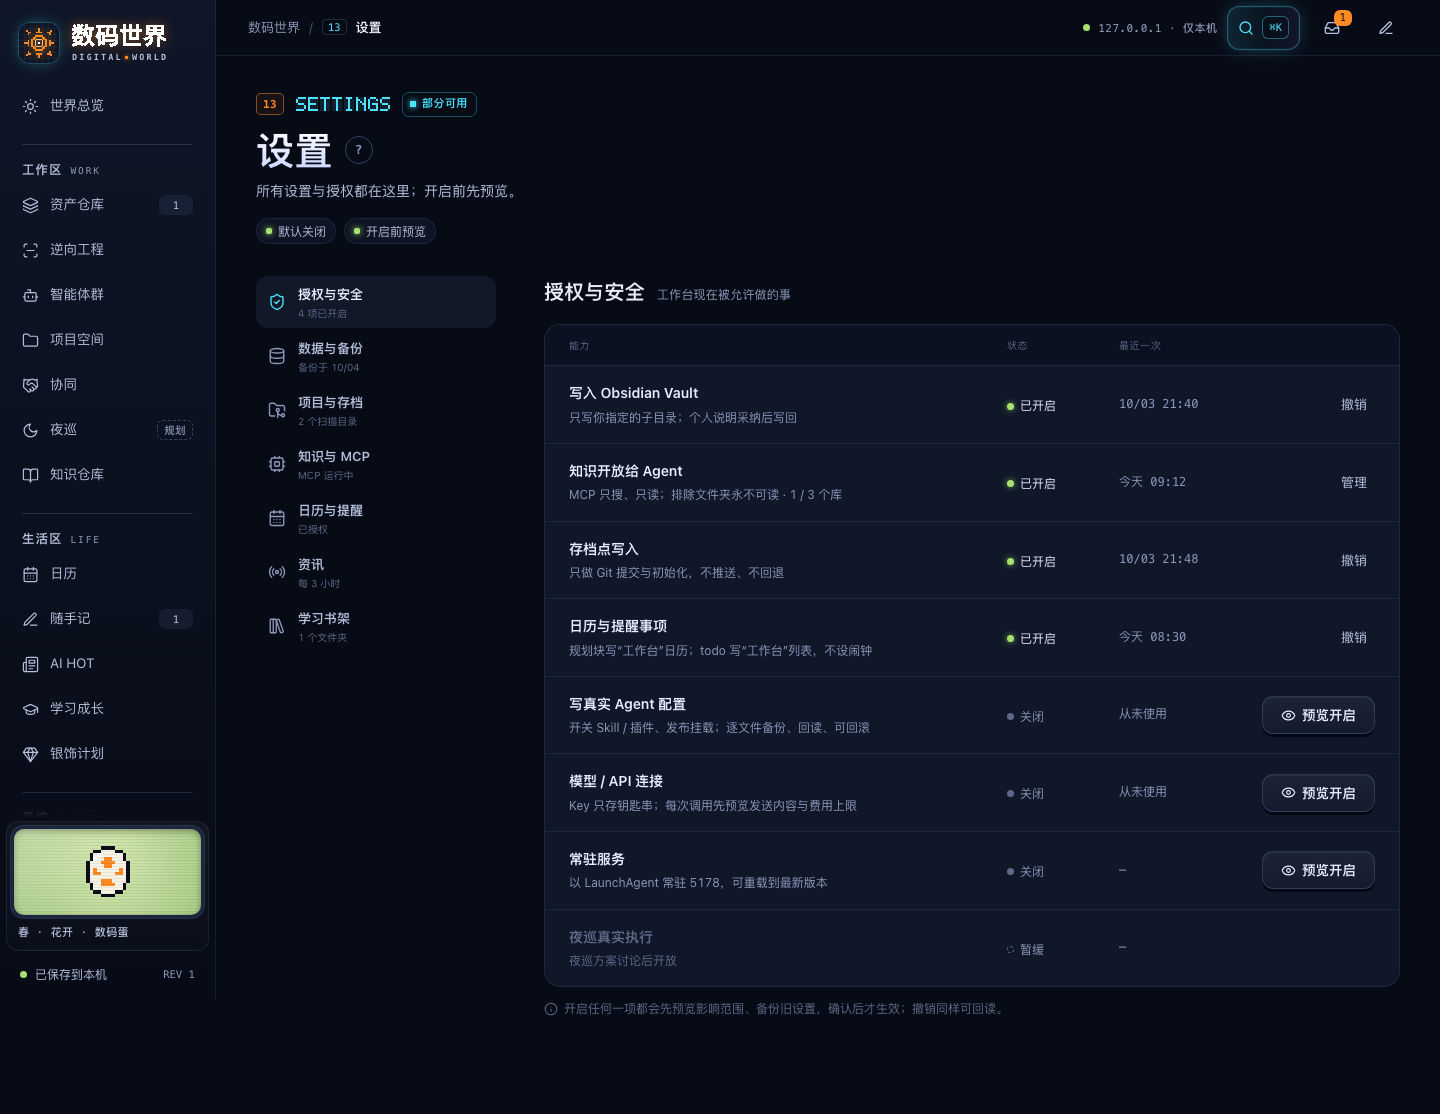 数码世界
DIGITAL WORLD
世界总览
工作区 WORK
资产仓库 1
逆向工程
智能体群
项目空间
协同
夜巡 规划
知识仓库
生活区 LIFE
日历
随手记 1
AI HOT
学习成长
银饰计划
春 · 花开 · 数码蛋
已保存到本机 REV 1
数码世界 / 13 设置
127.0.0.1 · 仅本机
⌘K
1
13 SETTINGS 部分可用
设置 ?
所有设置与授权都在这里；开启前先预览。
默认关闭 开启前预览
授权与安全
4 项已开启
数据与备份
备份于 10/04
项目与存档
2 个扫描目录
知识与 MCP
MCP 运行中
日历与提醒
已授权
资讯
每 3 小时
学习书架
1 个文件夹
授权与安全 工作台现在被允许做的事
能力 状态 最近一次
写入 Obsidian Vault
只写你指定的子目录；个人说明采纳后写回
已开启 10/03 21:40 撤销
知识开放给 Agent
MCP 只搜、只读；排除文件夹永不可读 · 1 / 3 个库
已开启 今天 09:12 管理
存档点写入
只做 Git 提交与初始化，不推送、不回退
已开启 10/03 21:48 撤销
日历与提醒事项
规划块写“工作台”日历；todo 写“工作台”列表，不设闹钟
已开启 今天 08:30 撤销
写真实 Agent 配置
开关 Skill / 插件、发布挂载；逐文件备份、回读、可回滚
关闭 从未使用 预览开启
模型 / API 连接
Key 只存钥匙串；每次调用先预览发送内容与费用上限
关闭 从未使用 预览开启
常驻服务
以 LaunchAgent 常驻 5178，可重载到最新版本
关闭 — 预览开启
夜巡真实执行
夜巡方案讨论后开放
暂缓 —
开启任何一项都会先预览影响范围、备份旧设置，确认后才生效；撤销同样可回读。